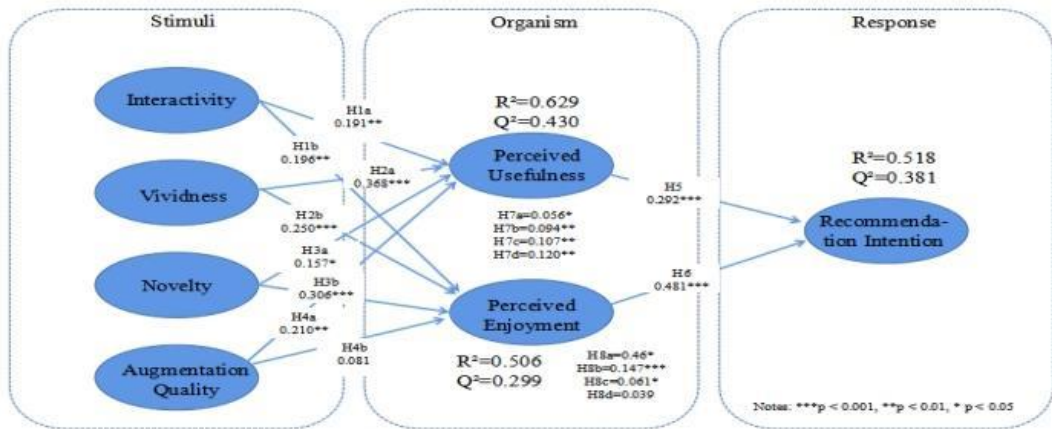 Stimuli
Organism
Response
Interactivity
Vividness
Novelty
Augmentation
Quality
H1a
0.191**
H1b
0.196**
H2a
0.368***
H2b
0.250***
H3a
0.157*
H3b
0.306***
H4a
0.210**
H4b
0.081
R²=0.629
Q²=0.430
Perceived
Usefulness
H7a=0.056*
H7b=0.094**
H7c=0.107**
H7d=0.120**
Perceived
Enjoyment
R²=0.506
Q²=0.299
H8a=0.46*
H8b=0.147***
H8c=0.061*
H8d=0.039
H5
0.292***
H6
0.481***
R²=0.518
Q²=0.381
Recommenda-
tion Intention
Notes: ***p < 0.001, **p < 0.01, * p < 0.05